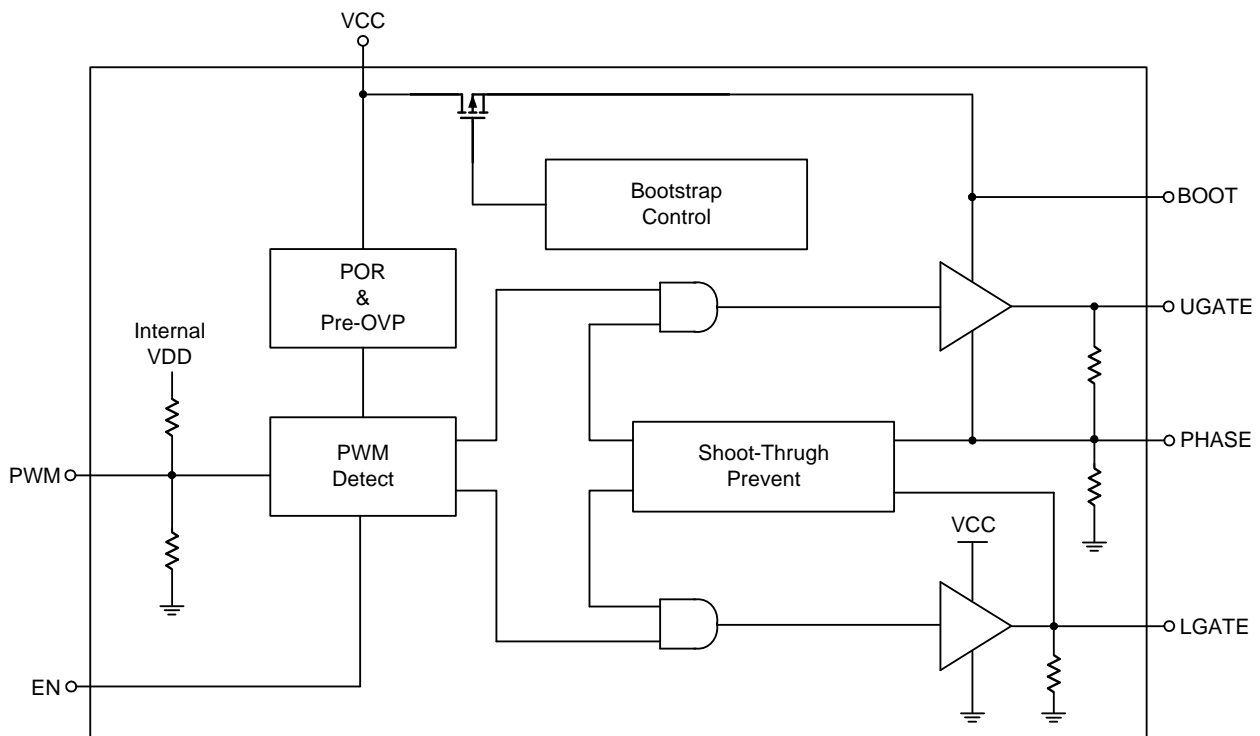 VCC
Bootstrap
Control
BOOT
POR
&
Pre-OVP
UGATE
Internal
VDD
PWM
PWM
Detect
Shoot-Thrugh
Prevent
PHASE
VCC
LGATE
EN